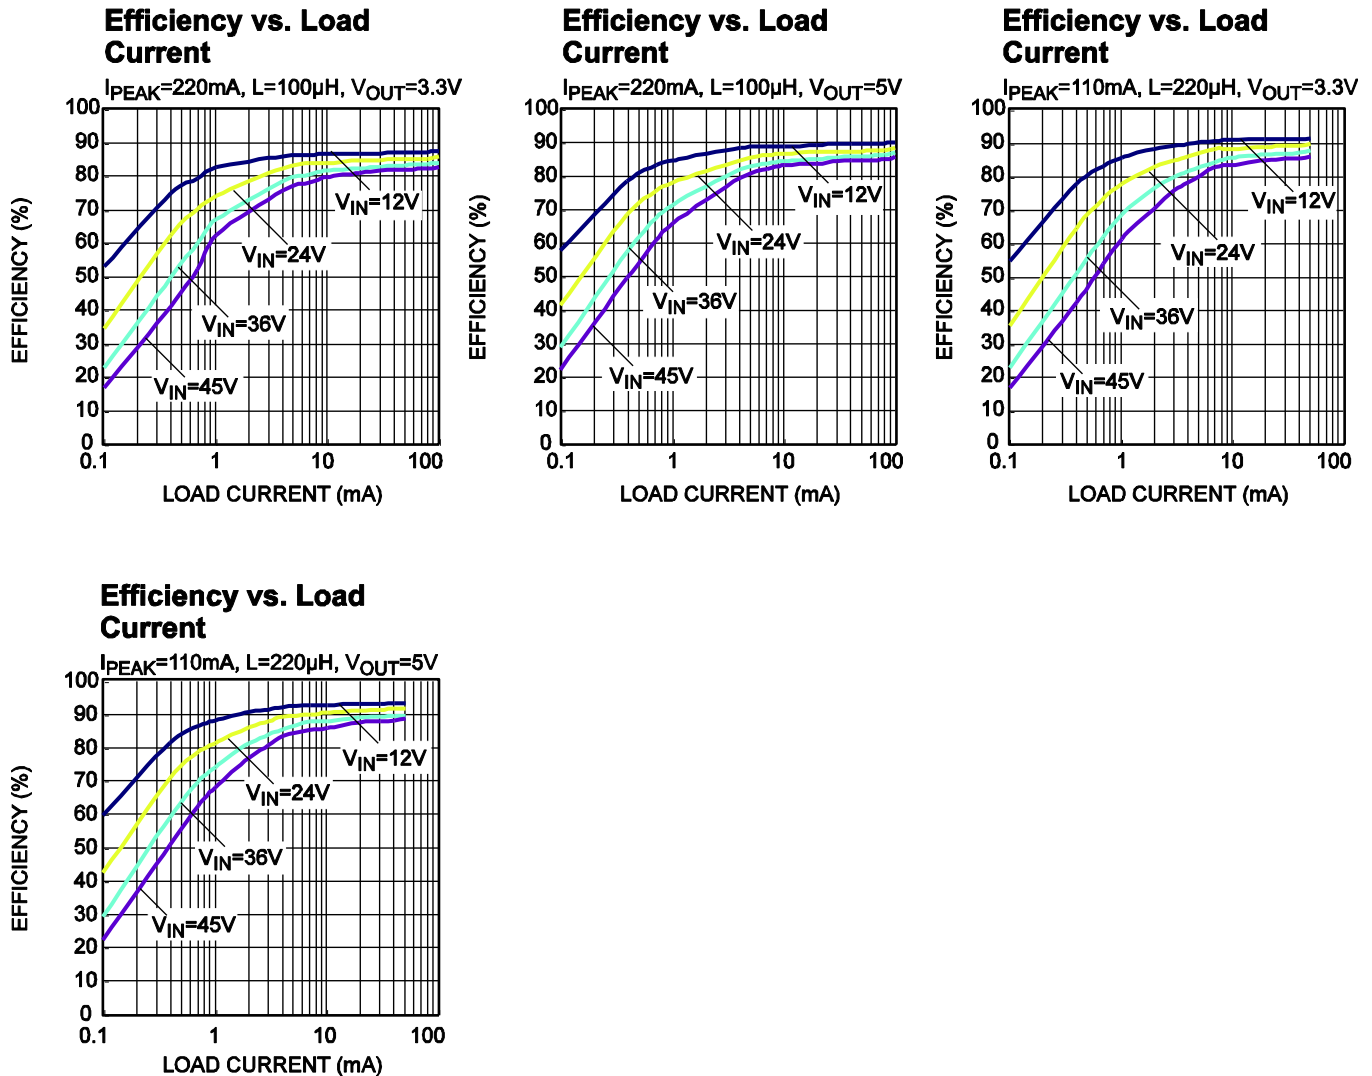 Efficiency vs. Load
Current
IPEAK=220mA, L=100µH, VOUT=3.3V
100
90
80
70
60
50
40
30
20
10
0
0.1
1
10
100
EFFICIENCY (%)
LOAD CURRENT (mA)
VIN=12V
VIN=24V
VIN=36V
VIN=45V
Efficiency vs. Load
Current
IPEAK=220mA, L=100µH, VOUT=5V
100
90
80
70
60
50
40
30
20
10
0
0.1
1
10
100
EFFICIENCY (%)
LOAD CURRENT (mA)
VIN=12V
VIN=24V
VIN=36V
VIN=45V
Efficiency vs. Load
Current
IPEAK=110mA, L=220µH, VOUT=3.3V
100
90
80
70
60
50
40
30
20
10
0
0.1
1
10
100
EFFICIENCY (%)
LOAD CURRENT (mA)
VIN=12V
VIN=24V
VIN=36V
VIN=45V
Efficiency vs. Load
Current
IPEAK=110mA, L=220µH, VOUT=5V
100
90
80
70
60
50
40
30
20
10
0
0.1
1
10
100
EFFICIENCY (%)
LOAD CURRENT (mA)
VIN=12V
VIN=24V
VIN=36V
VIN=45V